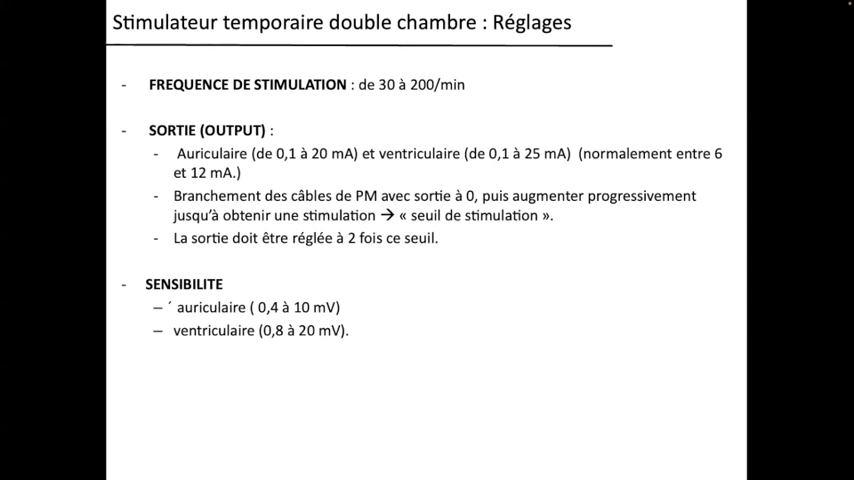 Stimulateur temporaire double chambre : Réglages
- FREQUENCE DE STIMULATION : de 30 à 200/min
- SORTIE (OUTPUT) :
- Auriculaire (de 0,1 à 20 mA) et ventriculaire (de 0,1 à 25 mA) (normalement entre 6
et 12 mA.)
- Branchement des câbles de PM avec sortie à 0, puis augmenter progressivement
jusqu'à obtenir une stimulation → « seuil de stimulation ».
- La sortie doit être réglée à 2 fois ce seuil.
- SENSIBILITE
– ´ auriculaire ( 0,4 à 10 mV)
– ventriculaire (0,8 à 20 mV).